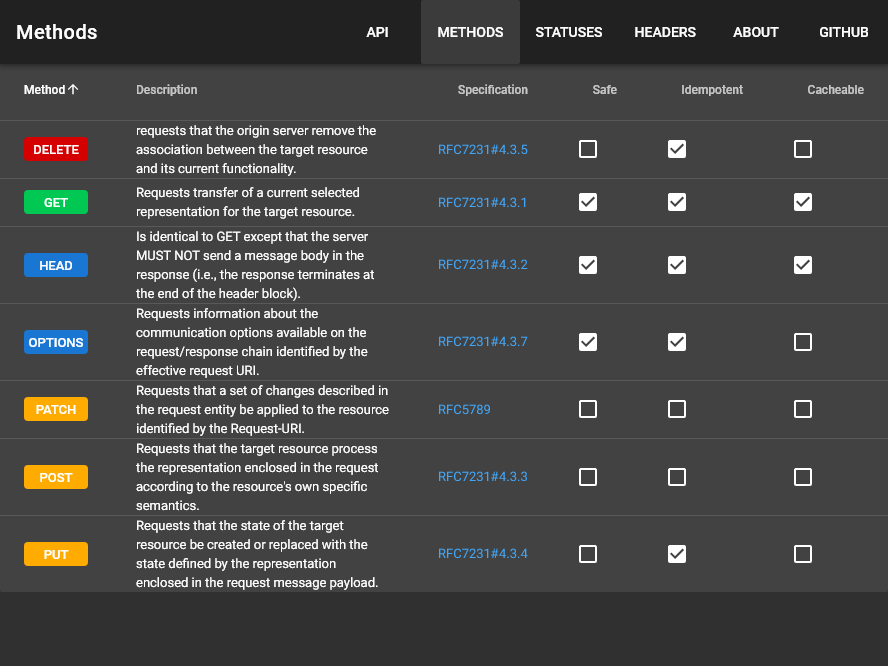 Methods
API
METHODS
STATUSES
HEADERS
ABOUT
GITHUB
Method
Description
Specification
Safe
Idempotent
Cacheable
DELETE
requests that the origin server remove the
association between the target resource
and its current functionality.
RFC7231#4.3.5
GET
Requests transfer of a current selected
representation for the target resource.
RFC7231#4.3.1
HEAD
Is identical to GET except that the server
MUST NOT send a message body in the
response (i.e., the response terminates at
the end of the header block).
RFC7231#4.3.2
OPTIONS
Requests information about the
communication options available on the
request/response chain identified by the
effective request URI.
RFC7231#4.3.7
PATCH
Requests that a set of changes described in
the request entity be applied to the resource
identified by the Request-URI.
RFC5789
POST
Requests that the target resource process
the representation enclosed in the request
according to the resource's own specific
semantics.
RFC7231#4.3.3
PUT
Requests that the state of the target
resource be created or replaced with the
state defined by the representation
enclosed in the request message payload.
RFC7231#4.3.4